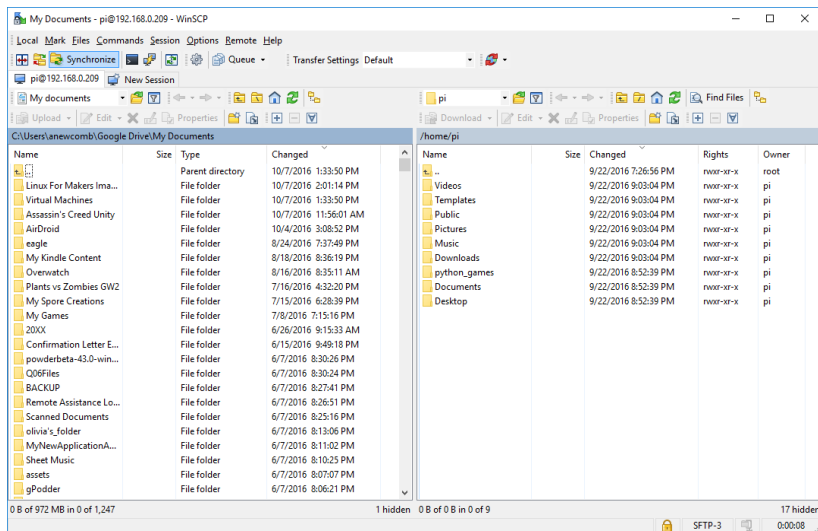 My Documents - pi@192.168.0.209 - WinSCP
Local Mark Files Commands Session Options Remote Help
Synchronize Queue Transfer Settings Default
pi@192.168.0.209 New Session
My documents pi Find Files
Upload Edit Properties Download Edit Properties
C:\Users\anewcomb\Google Drive\My Documents /home/pi
Name Size Type Changed Name Size Changed Rights Owner
.. Parent directory 10/7/2016 1:33:50 PM .. 9/22/2016 7:26:56 PM rwxr-xr-x root
Linux For Makers Ima... File folder 10/7/2016 2:01:14 PM Videos 9/22/2016 9:03:04 PM rwxr-xr-x pi
Virtual Machines File folder 10/7/2016 1:33:50 PM Templates 9/22/2016 9:03:04 PM rwxr-xr-x pi
Assassin's Creed Unity File folder 10/7/2016 11:56:01 AM Public 9/22/2016 9:03:04 PM rwxr-xr-x pi
AirDroid File folder 10/4/2016 3:08:52 PM Pictures 9/22/2016 9:03:04 PM rwxr-xr-x pi
eagle File folder 8/24/2016 7:37:49 PM Music 9/22/2016 9:03:04 PM rwxr-xr-x pi
My Kindle Content File folder 8/18/2016 8:36:19 PM Downloads 9/22/2016 9:03:04 PM rwxr-xr-x pi
Overwatch File folder 8/16/2016 8:35:11 AM python_games 9/22/2016 8:52:39 PM rwxr-xr-x pi
Plants vs Zombies GW2 File folder 7/16/2016 4:32:20 PM Documents 9/22/2016 8:52:39 PM rwxr-xr-x pi
My Spore Creations File folder 7/15/2016 6:28:39 PM Desktop 9/22/2016 8:52:39 PM rwxr-xr-x pi
My Games File folder 7/8/2016 7:15:16 PM
20XX File folder 6/26/2016 9:15:33 AM
Confirmation Letter E... File folder 6/15/2016 9:49:18 PM
powderbeta-43.0-win... File folder 6/7/2016 8:30:26 PM
Q06Files File folder 6/7/2016 8:30:24 PM
BACKUP File folder 6/7/2016 8:27:41 PM
Remote Assistance Lo... File folder 6/7/2016 8:26:51 PM
Scanned Documents File folder 6/7/2016 8:25:16 PM
olivia's_folder File folder 6/7/2016 8:13:06 PM
MyNewApplicationA... File folder 6/7/2016 8:11:02 PM
Sheet Music File folder 6/7/2016 8:10:25 PM
assets File folder 6/7/2016 8:07:07 PM
gPodder File folder 6/7/2016 8:06:21 PM
0 B of 972 MB in 0 of 1,247 1 hidden 0 B of 0 B in 0 of 9 17 hidden
SFTP-3 0:00:08